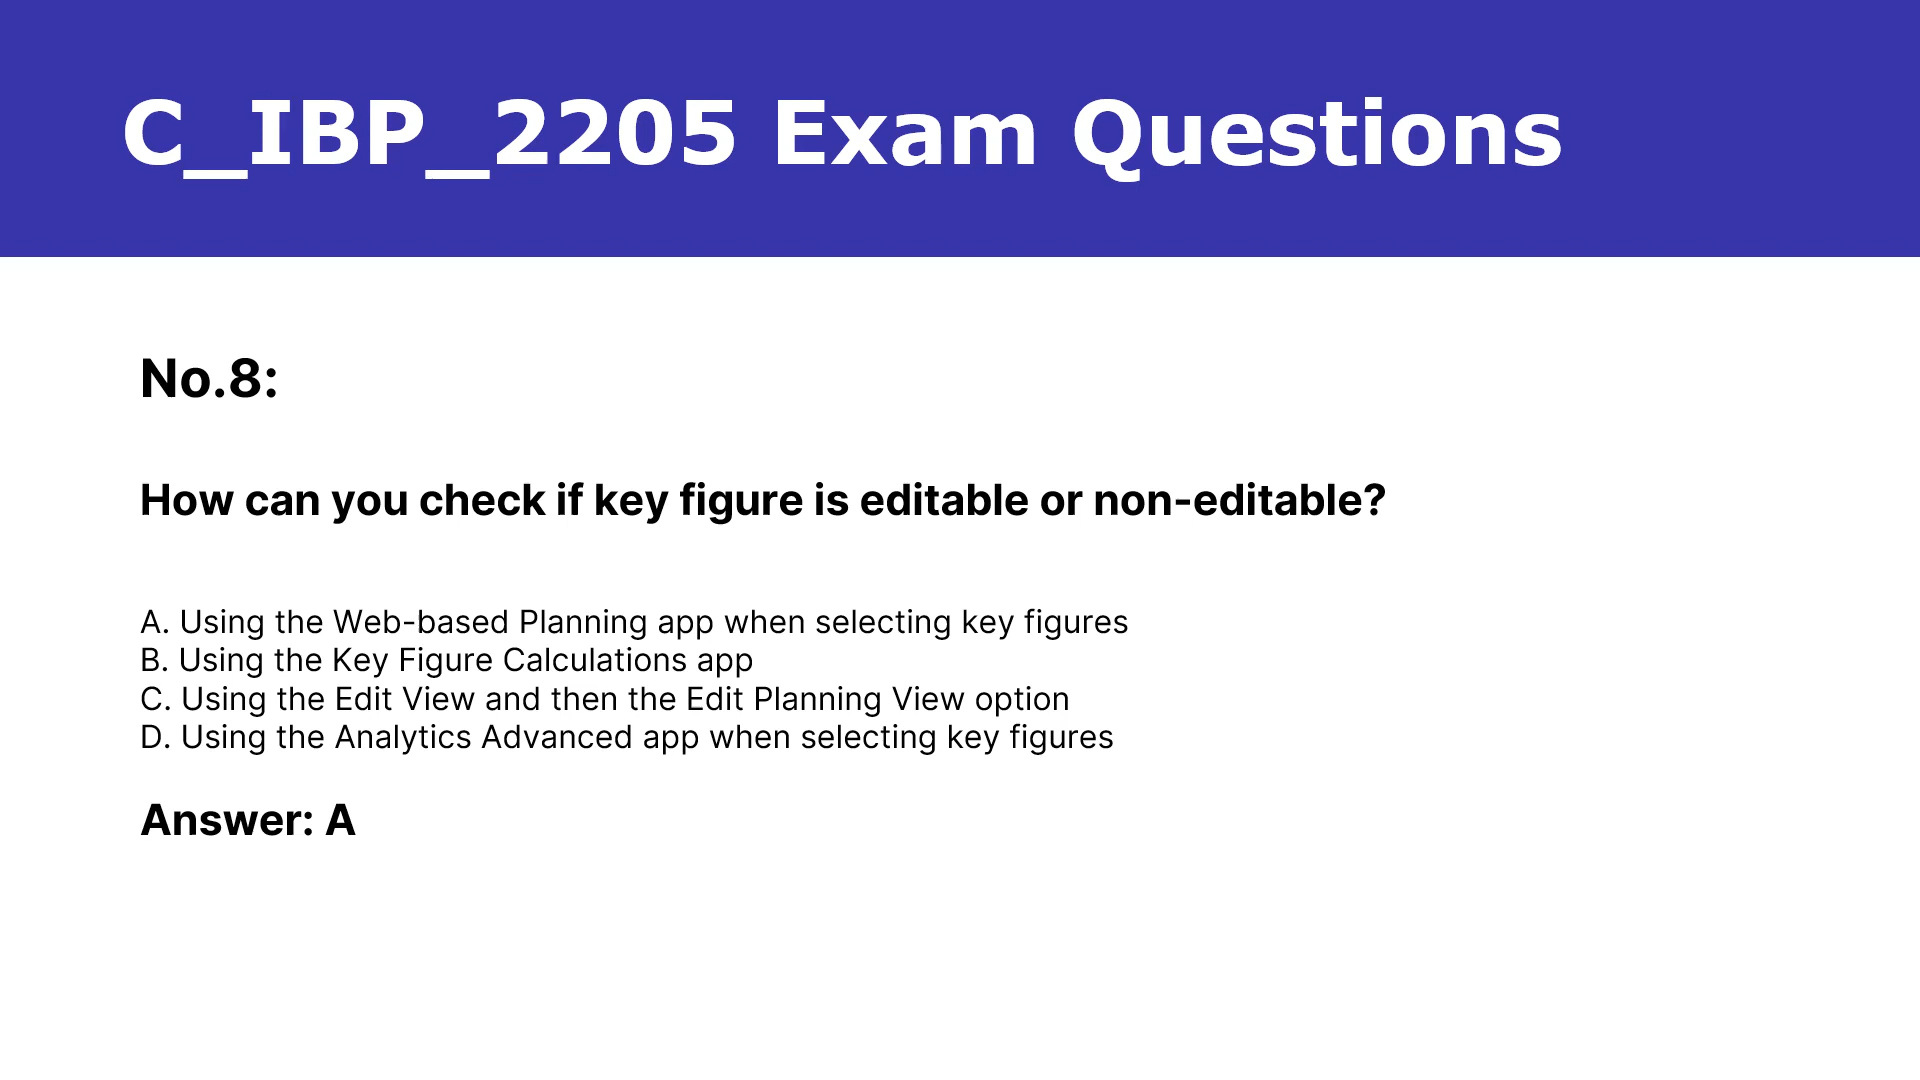 C_IBP_2205 Exam Questions
No.8:
How can you check if key figure is editable or non-editable?
A. Using the Web-based Planning app when selecting key figures
B. Using the Key Figure Calculations app
C. Using the Edit View and then the Edit Planning View option
D. Using the Analytics Advanced app when selecting key figures
Answer: A